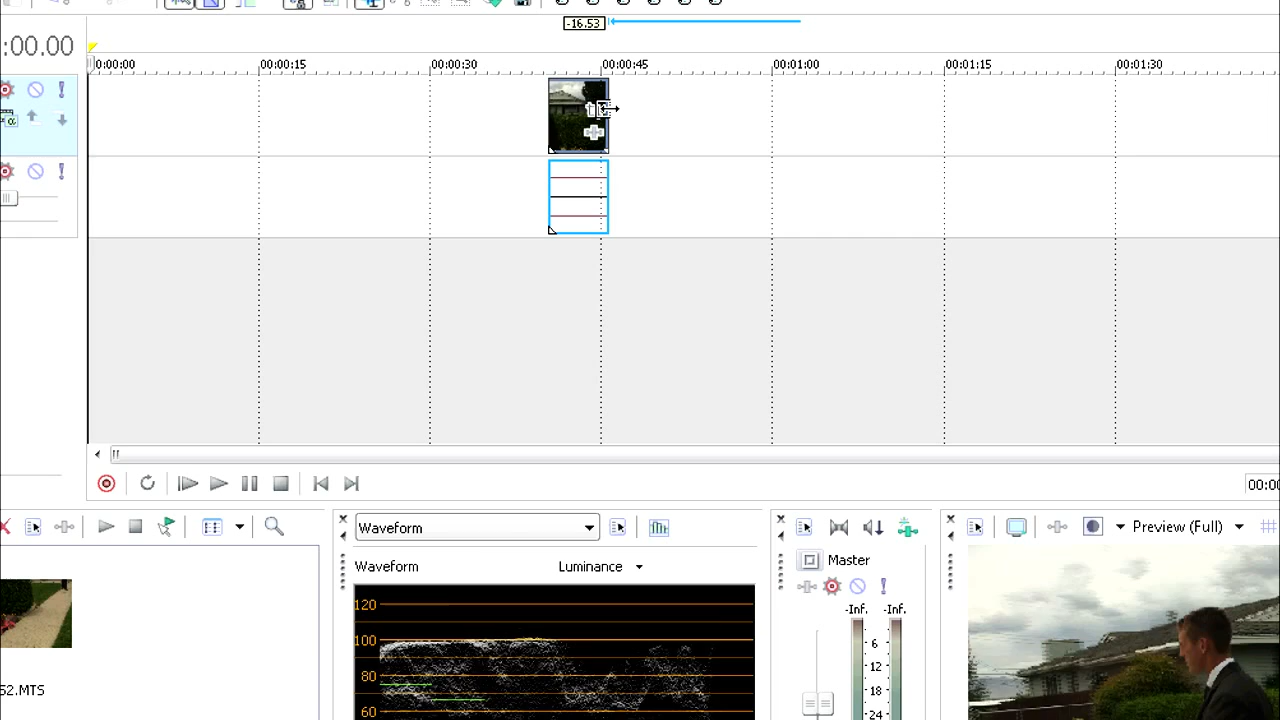 -16.53
:00.00
00:00:00 00:00:15 00:00:30 00:00:45 00:01:00 00:01:15 00:01:30
00:00
Waveform
Preview (Full)
Waveform
Luminance
Master
-Inf. -Inf.
120
100
80
60
6
12
18
24
S2.MTS